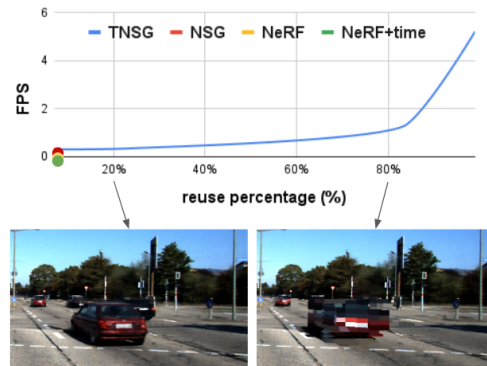 6
TNSG NSG NeRF NeRF+time
4
FPS
2
0
20% 40% 60% 80%
reuse percentage (%)